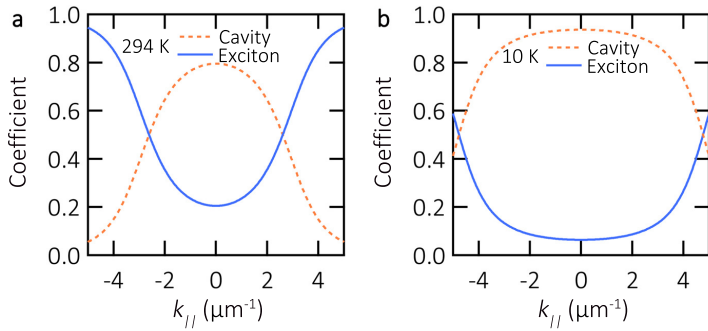 a
294 K
Cavity
Exciton
Coefficient
1.0
0.8
0.6
0.4
0.2
0.0
-4
-2
0
2
4
k// (µm-1)
b
Cavity
10 K
Exciton
Coefficient
1.0
0.8
0.6
0.4
0.2
0.0
-4
-2
0
2
4
k// (µm-1)